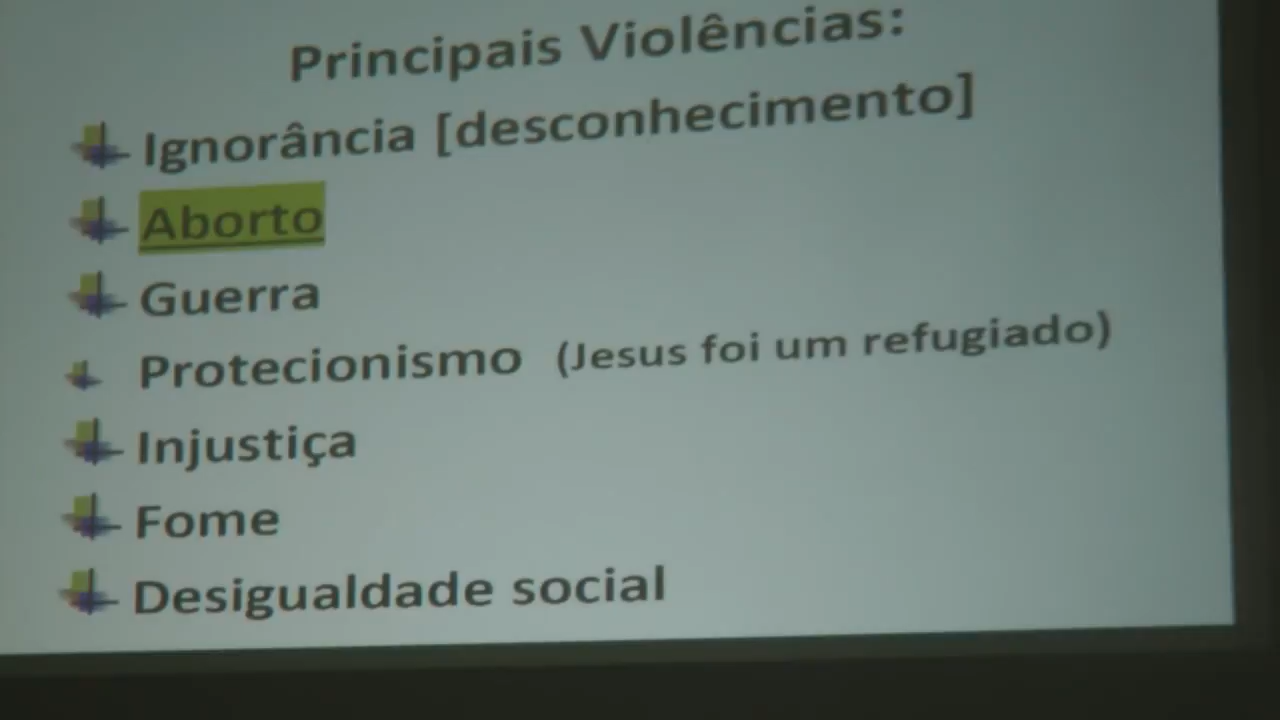 Principais Violências:
Ignorância [desconhecimento]
Aborto
Guerra
Protecionismo (Jesus foi um refugiado)
Injustiça
Fome
Desigualdade social